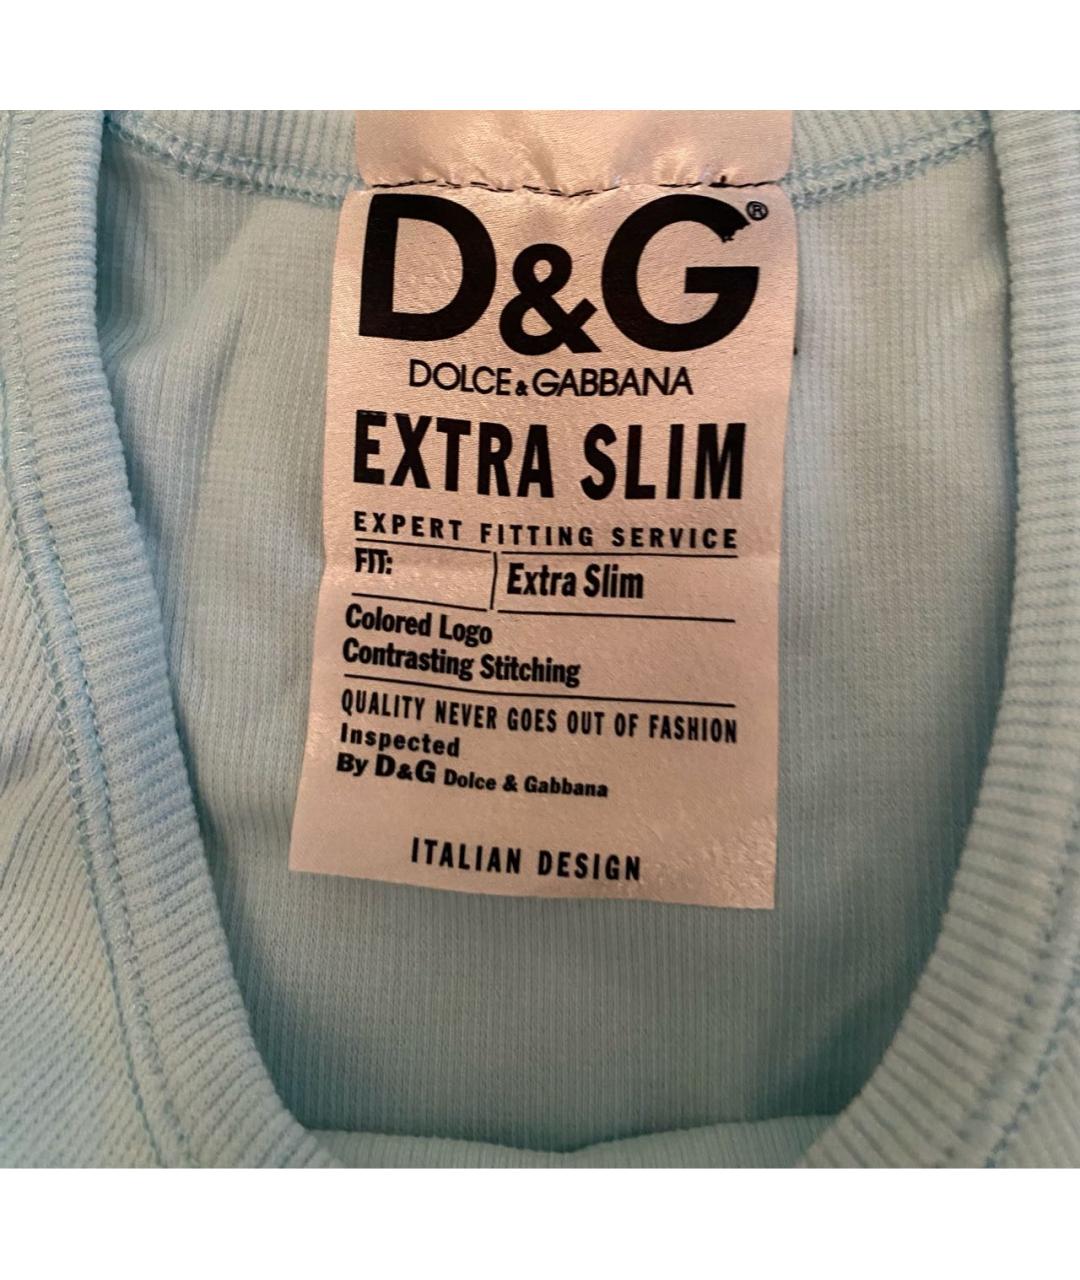 D&G®
DOLCE & GABBANA
EXTRA SLIM
EXPERT FITTING SERVICE
FIT: Extra Slim
Colored Logo
Contrasting Stitching
QUALITY NEVER GOES OUT OF FASHION
Inspected
By D&G Dolce & Gabbana
ITALIAN DESIGN